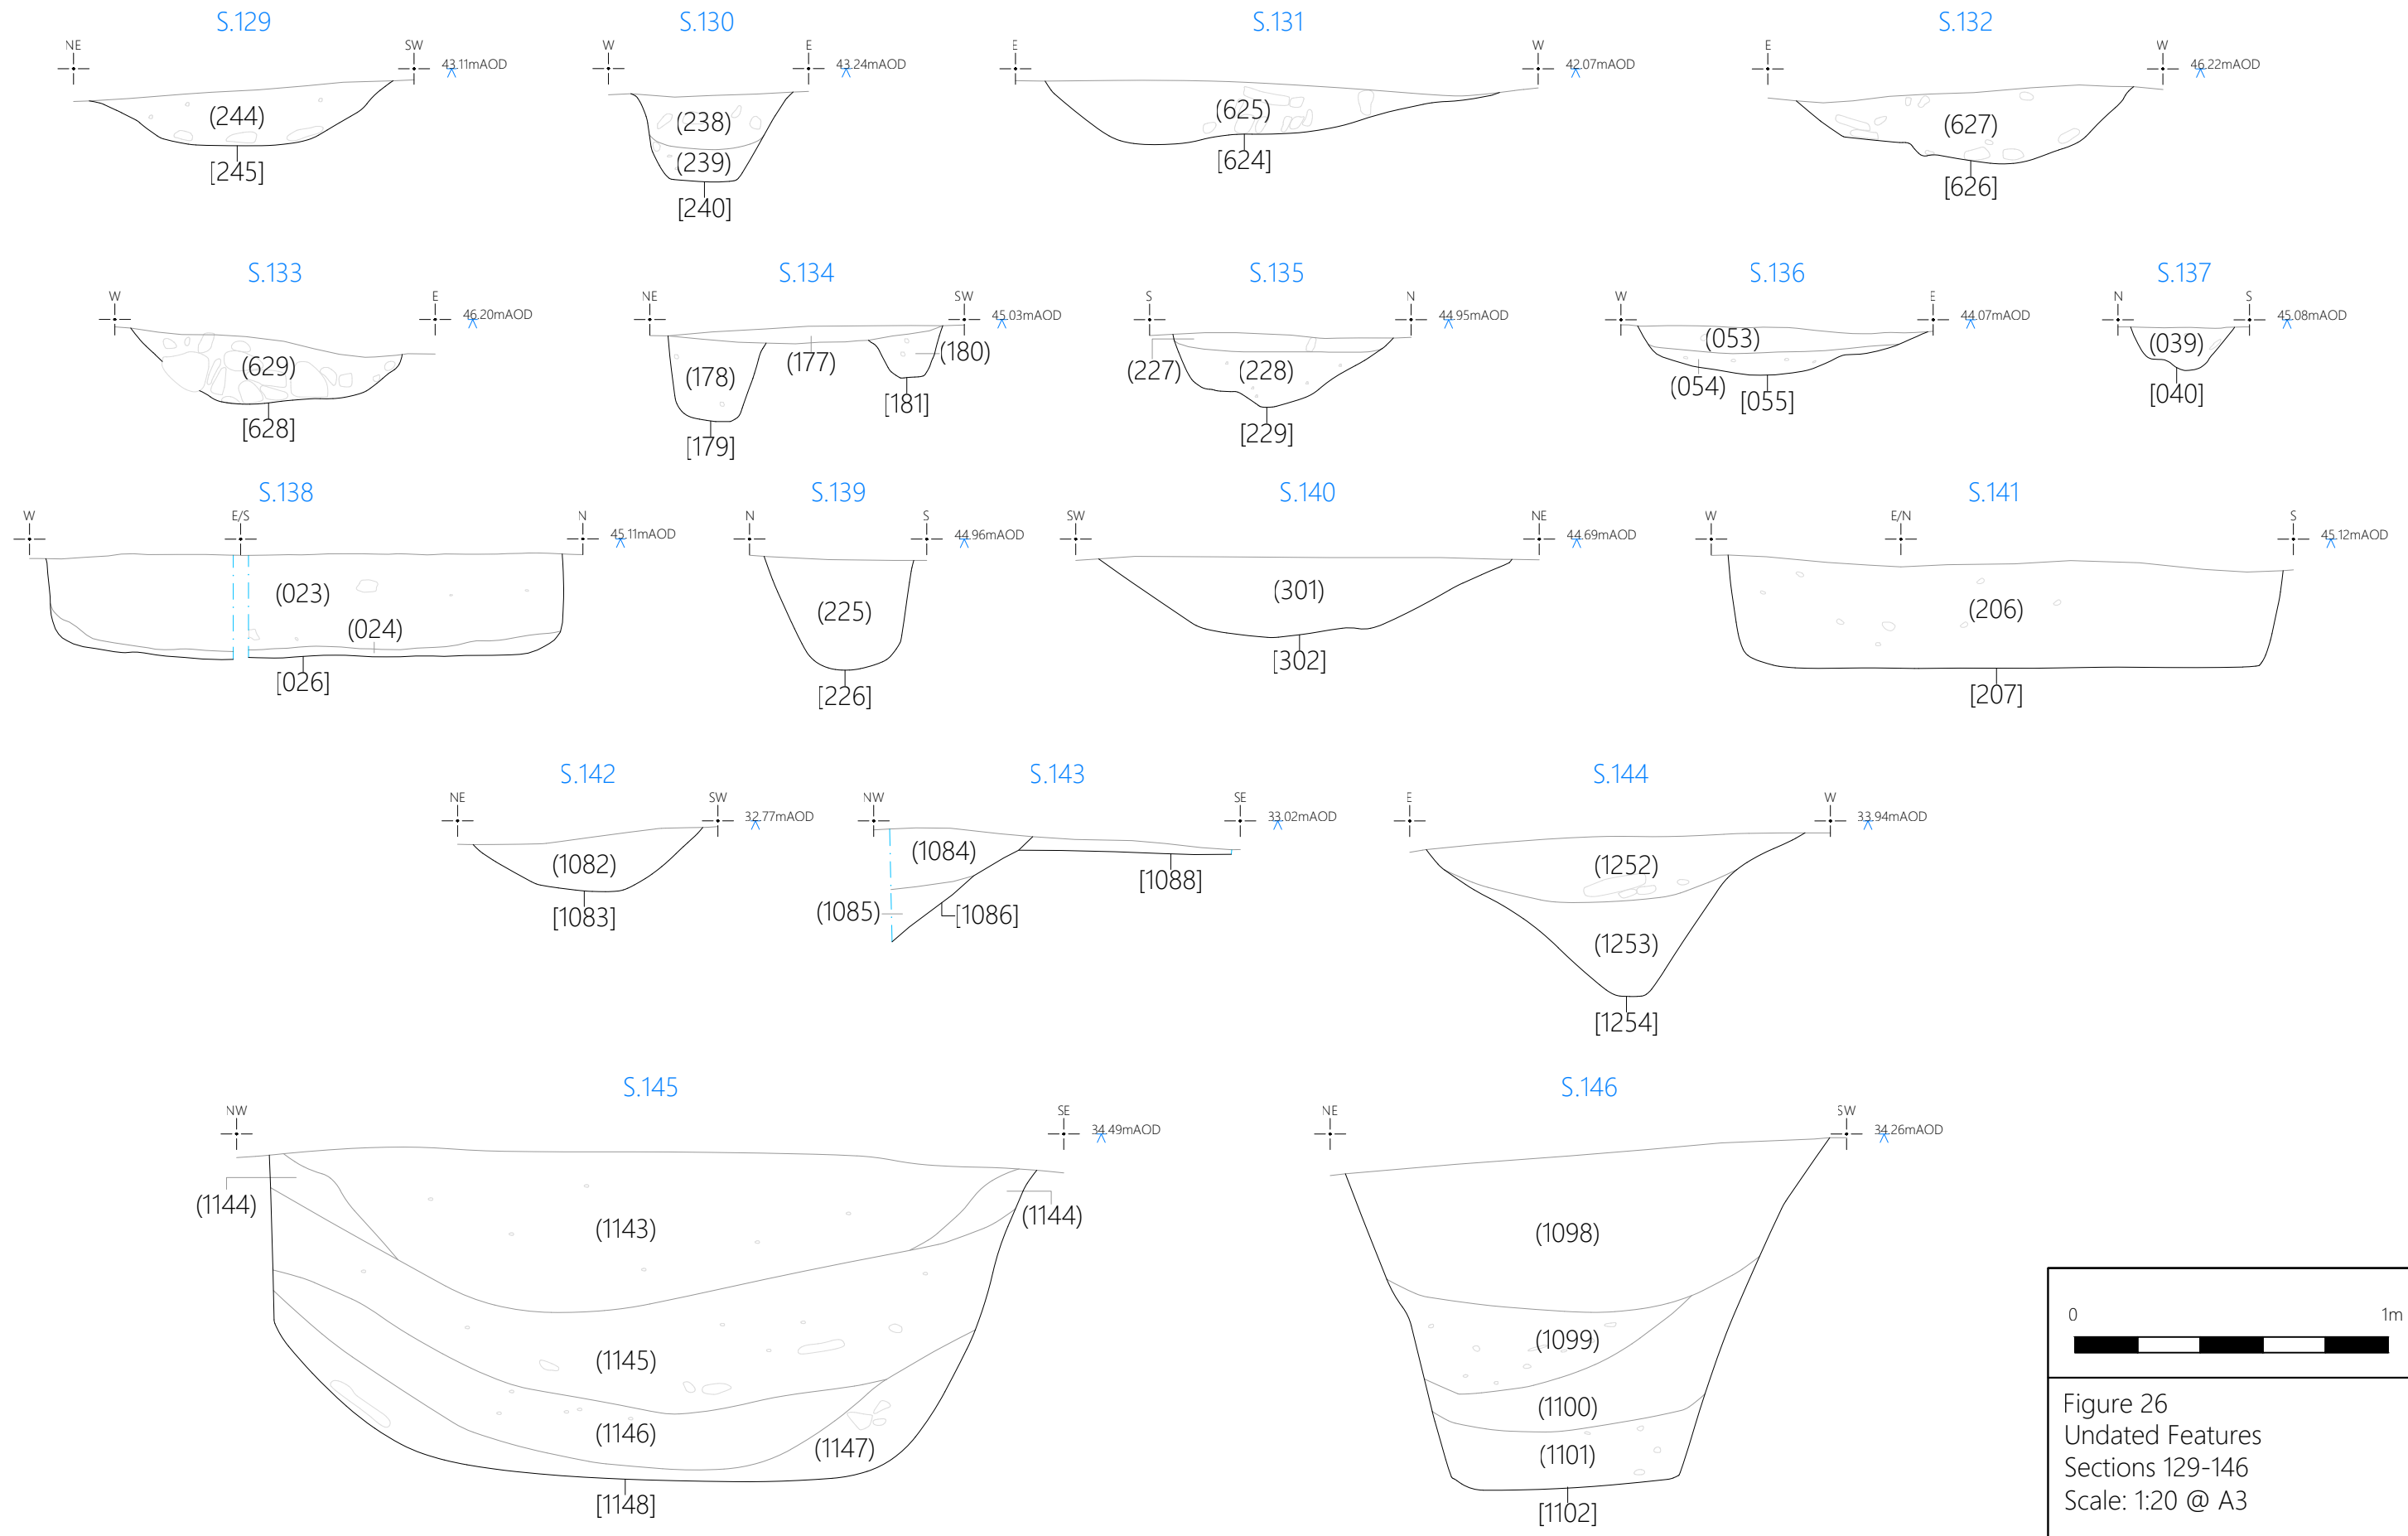 S.129
NE
SW
43.11mAOD
(244)
[245]
S.130
W
E
43.24mAOD
(238)
(239)
[240]
S.131
E
W
42.07mAOD
(625)
[624]
S.132
E
W
46.22mAOD
(627)
[626]
S.133
W
E
46.20mAOD
(629)
[628]
S.134
NE
SW
45.03mAOD
(177)
(180)
(178)
[181]
[179]
S.135
S
N
44.95mAOD
(227)
(228)
[229]
S.136
W
E
44.07mAOD
(053)
(054)
[055]
S.137
N
S
45.08mAOD
(039)
[040]
S.138
W
E/S
N
45.11mAOD
(023)
(024)
[026]
S.139
N
S
44.96mAOD
(225)
[226]
S.140
SW
NE
44.69mAOD
(301)
[302]
S.141
W
E/N
S
45.12mAOD
(206)
[207]
S.142
NE
SW
32.77mAOD
(1082)
[1083]
S.143
NW
SE
33.02mAOD
(1084)
[1088]
(1085)
[1086]
S.144
E
W
33.94mAOD
(1252)
(1253)
[1254]
S.145
NW
SE
34.49mAOD
(1144)
(1144)
(1143)
(1145)
(1146)
(1147)
[1148]
S.146
NE
SW
34.26mAOD
(1098)
(1099)
(1100)
(1101)
[1102]
0 1m
Figure 26
Undated Features
Sections 129-146
Scale: 1:20 @ A3